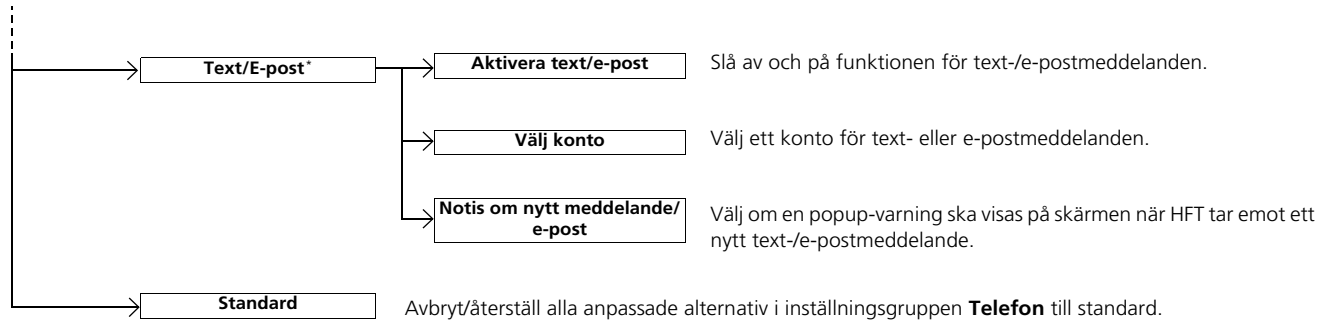 Text/E-post*
Aktivera text/e-post
Slå av och på funktionen för text-/e-postmeddelanden.
Välj konto
Välj ett konto för text- eller e-postmeddelanden.
Notis om nytt meddelande/
e-post
Välj om en popup-varning ska visas på skärmen när HFT tar emot ett
nytt text-/e-postmeddelande.
Standard
Avbryt/återställ alla anpassade alternativ i inställningsgruppen Telefon till standard.